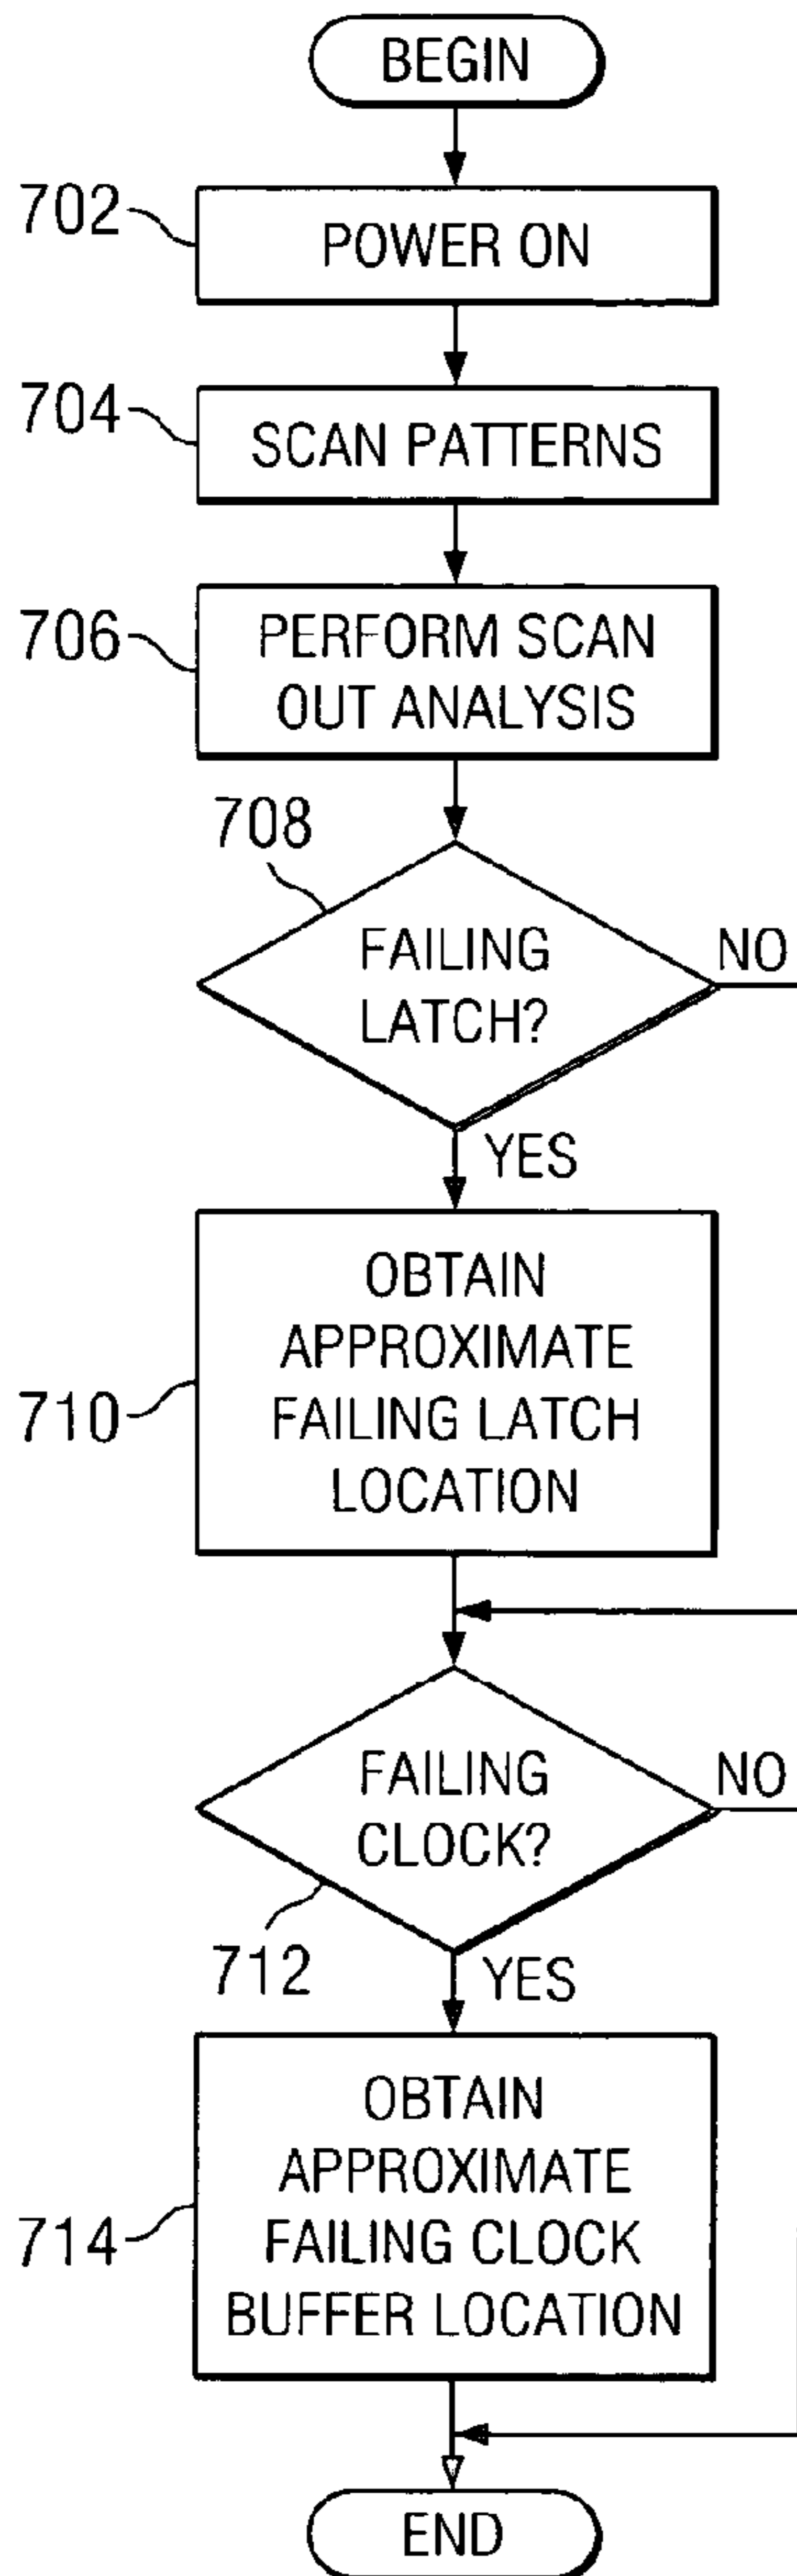 BEGIN
702
POWER ON
704
SCAN PATTERNS
706
PERFORM SCAN
OUT ANALYSIS
708
FAILING
LATCH?
NO
YES
710
OBTAIN
APPROXIMATE
FAILING LATCH
LOCATION
FAILING
CLOCK?
NO
712
YES
714
OBTAIN
APPROXIMATE
FAILING CLOCK
BUFFER LOCATION
END